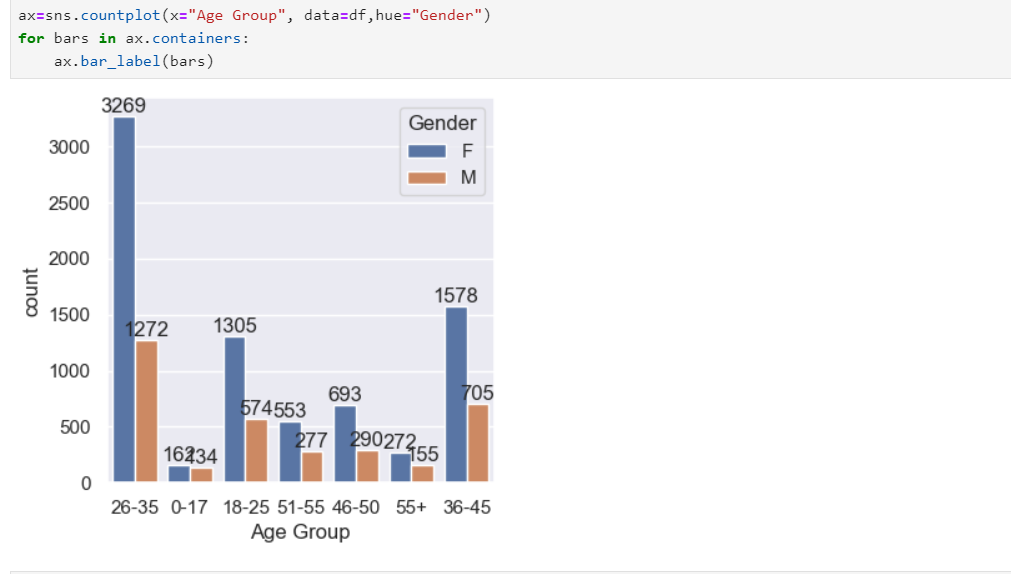 ax=sns.countplot(x="Age Group", data=df,hue="Gender")
for bars in ax.containers:
    ax.bar_label(bars)
3269
Gender
F
M
3000
2500
2000
1500
1000
500
0
count
1272
162
134
1305
574
553
277
693
290
272
155
1578
705
26-35 0-17 18-25 51-55 46-50 55+ 36-45
Age Group